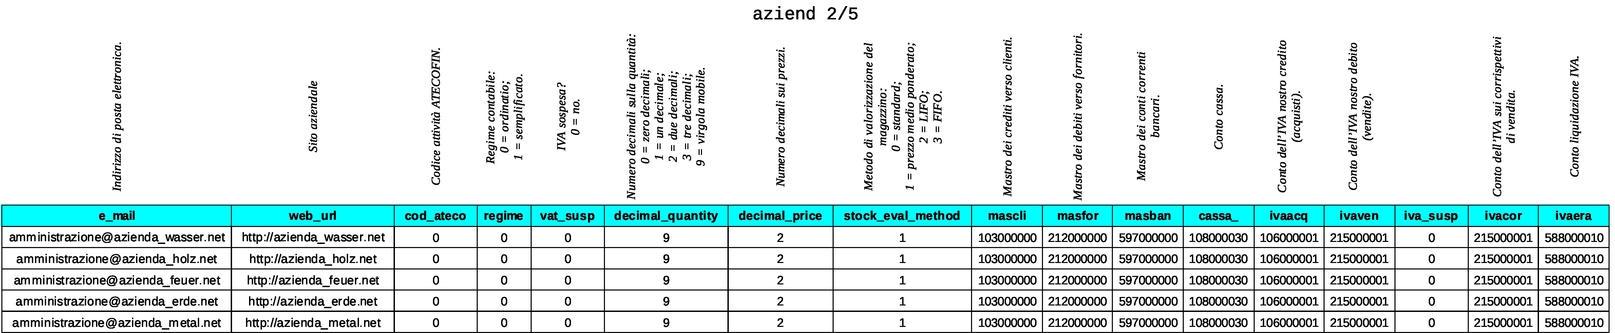 aziend 2/5
Indirizzo di posta elettronica.
Sito aziendale
Codice attività ATECOFIN.
Regime contabile:
0 = ordinatio;
1 = semplificato.
IVA sospesa?
0 = no.
Numero decimali sulla quantità:
0 = zero decimali;
1 = un decimale;
2 = due decimali;
3 = tre decimali;
9 = virgola mobile.
Numero decimali sui prezzi.
Metodo di valorizzazione del
magazzino:
0 = standard;
1 = prezzo medio ponderato;
2 = LIFO;
3 = FIFO.
Mastro dei crediti verso clienti.
Mastro dei debiti verso fornitori.
Mastro dei conti correnti
bancari.
Conto cassa.
Conto dell'IVA nostro credito
(acquisti).
Conto dell'IVA nostro debito
(vendite).
Conto dell'IVA sui corrispettivi
di vendita.
Conto liquidazione IVA.
e_mail web_url cod_ateco regime vat_susp decimal_quantity decimal_price stock_eval_method mascli masfor masban cassa_ ivaacq ivaven iva_susp ivacor ivaera
amministrazione@azienda_wasser.net http://azienda_wasser.net 0 0 0 9 2 1 103000000 212000000 597000000 108000030 106000001 215000001 0 215000001 588000010
amministrazione@azienda_holz.net http://azienda_holz.net 0 0 0 9 2 1 103000000 212000000 597000000 108000030 106000001 215000001 0 215000001 588000010
amministrazione@azienda_feuer.net http://azienda_feuer.net 0 0 0 9 2 1 103000000 212000000 597000000 108000030 106000001 215000001 0 215000001 588000010
amministrazione@azienda_erde.net http://azienda_erde.net 0 0 0 9 2 1 103000000 212000000 597000000 108000030 106000001 215000001 0 215000001 588000010
amministrazione@azienda_metal.net http://azienda_metal.net 0 0 0 9 2 1 103000000 212000000 597000000 108000030 106000001 215000001 0 215000001 588000010